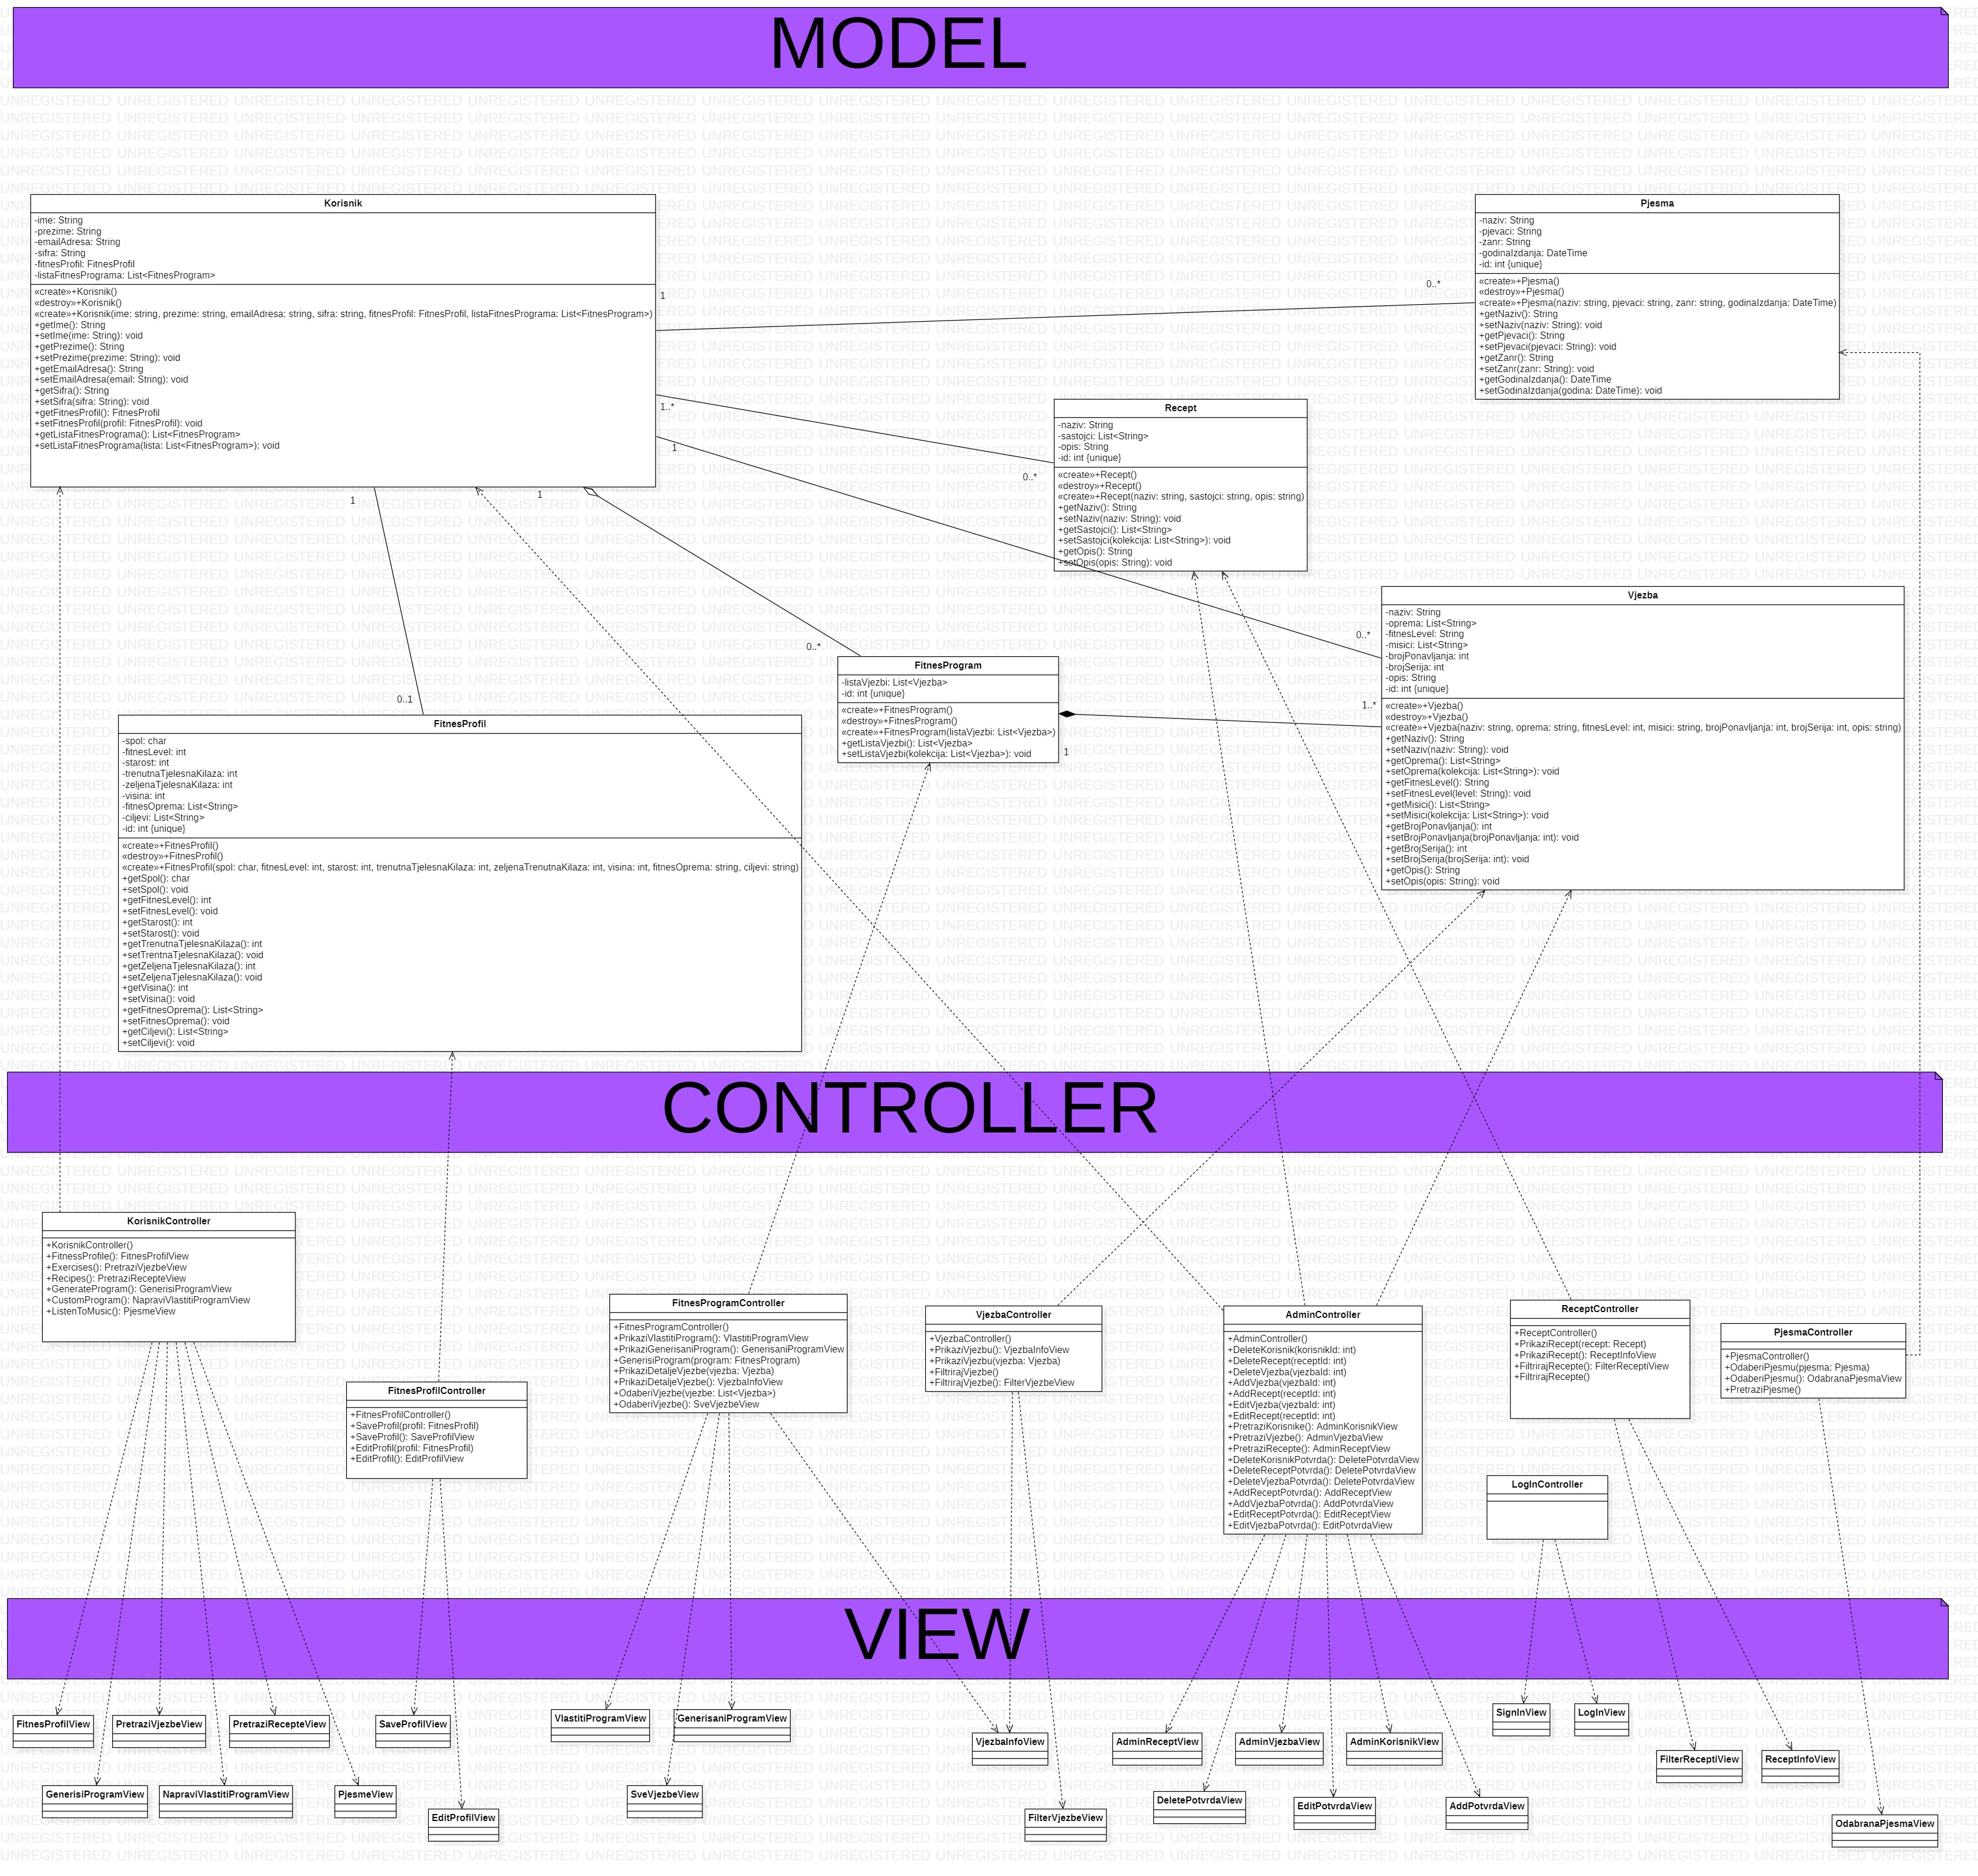 MODEL
Korisnik
-ime: String
-prezime: String
-emailAdresa: String
-sifra: String
-fitnesProfil: FitnesProfil
-listaFitnesPrograma: List<FitnesProgram>
«create»+Korisnik()
«destroy»+Korisnik()
«create»+Korisnik(ime: string, prezime: string, emailAdresa: string, sifra: string, fitnesProfil: FitnesProfil, listaFitnesPrograma: List<FitnesProgram>)
+getIme(): String
+setIme(ime: String): void
+getPrezime(): String
+setPrezime(prezime: String): void
+getEmailAdresa(): String
+setEmailAdresa(email: String): void
+getSifra(): String
+setSifra(sifra: String): void
+getFitnesProfil(): FitnesProfil
+setFitnesProfil(profil: FitnesProfil): void
+getListaFitnesPrograma(): List<FitnesProgram>
+setListaFitnesPrograma(lista: List<FitnesProgram>): void
Pjesma
-naziv: String
-pjevaci: String
-zanr: String
-godinaIzdanja: DateTime
-id: int {unique}
«create»+Pjesma()
«destroy»+Pjesma()
«create»+Pjesma(naziv: string, pjevaci: string, zanr: string, godinaIzdanja: DateTime)
+getNaziv(): String
+setNaziv(naziv: String): void
+getPjevaci(): String
+setPjevaci(pjevaci: String): void
+getZanr(): String
+setZanr(zanr: String): void
+getGodinaIzdanja(): DateTime
+setGodinaIzdanja(godina: DateTime): void
1
0..*
1..*
0..*
1
0..*
1
0..*
1
0..1
1..*
1
Recept
-naziv: String
-sastojci: List<String>
-opis: String
-id: int {unique}
«create»+Recept()
«destroy»+Recept()
«create»+Recept(naziv: string, sastojci: string, opis: string)
+getNaziv(): String
+setNaziv(naziv: String): void
+getSastojci(): List<String>
+setSastojci(kolekcija: List<String>): void
+getOpis(): String
+setOpis(opis: String): void
Vjezba
-naziv: String
-oprema: List<String>
-fitnesLevel: String
-misici: List<String>
-brojPonavljanja: int
-brojSerija: int
-opis: String
-id: int {unique}
«create»+Vjezba()
«destroy»+Vjezba()
«create»+Vjezba(naziv: string, oprema: string, fitnesLevel: int, misici: string, brojPonavljanja: int, brojSerija: int, opis: string)
+getNaziv(): String
+setNaziv(naziv: String): void
+getOprema(): List<String>
+setOprema(kolekcija: List<String>): void
+getFitnesLevel(): String
+setFitnesLevel(level: String): void
+getMisici(): List<String>
+setMisici(kolekcija: List<String>): void
+getBrojPonavljanja(): int
+setBrojPonavljanja(brojPonavljanja: int): void
+getBrojSerija(): int
+setBrojSerija(brojSerija: int): void
+getOpis(): String
+setOpis(opis: String): void
FitnesProgram
-listaVjezbi: List<Vjezba>
-id: int {unique}
«create»+FitnesProgram()
«destroy»+FitnesProgram()
«create»+FitnesProgram(listaVjezbi: List<Vjezba>)
+getListaVjezbi(): List<Vjezba>
+setListaVjezbi(kolekcija: List<Vjezba>): void
FitnesProfil
-spol: char
-fitnesLevel: int
-starost: int
-trenutnaTjelesnaKilaza: int
-zeljenaTjelesnaKilaza: int
-visina: int
-fitnesOprema: List<String>
-ciljevi: List<String>
-id: int {unique}
«create»+FitnesProfil()
«destroy»+FitnesProfil()
«create»+FitnesProfil(spol: char, fitnesLevel: int, starost: int, trenutnaTjelesnaKilaza: int, zeljenaTrenutnaKilaza: int, visina: int, fitnesOprema: string, ciljevi: string)
+getSpol(): char
+setSpol(): void
+getFitnesLevel(): int
+setFitnesLevel(): void
+getStarost(): int
+setStarost(): void
+getTrenutnaTjelesnaKilaza(): int
+setTrentnaTjelesnaKilaza(): void
+getZeljenaTjelesnaKilaza(): int
+setZeljenaTjelesnaKilaza(): void
+getVisina(): int
+setVisina(): void
+getFitnesOprema(): List<String>
+setFitnesOprema(): void
+getCiljevi(): List<String>
+setCiljevi(): void
CONTROLLER
KorisnikController
+KorisnikController()
+FitnessProfile(): FitnesProfilView
+Exercises(): PretraziVjezbeView
+Recipes(): PretraziRecepteView
+GenerateProgram(): GenerisiProgramView
+CustomProgram(): NapraviVlastitiProgramView
+ListenToMusic(): PjesmeView
FitnesProfilController
+FitnesProfilController()
+SaveProfil(profil: FitnesProfil)
+SaveProfil(): SaveProfilView
+EditProfil(profil: FitnesProfil)
+EditProfil(): EditProfilView
FitnesProgramController
+FitnesProgramController()
+PrikaziVlastitiProgram(): VlastitiProgramView
+PrikaziGenerisaniProgram(): GenerisaniProgramView
+GenerisiProgram(program: FitnesProgram)
+PrikaziDetaljeVjezbe(vjezba: Vjezba)
+PrikaziDetaljeVjezbe(): VjezbaInfoView
+OdaberiVjezbe(vjezbe: List<Vjezba>)
+OdaberiVjezbe(): SveVjezbeView
VjezbaController
+VjezbaController()
+PrikaziVjezbu(): VjezbaInfoView
+PrikaziVjezbu(vjezba: Vjezba)
+FiltrirajVjezbe()
+FiltrirajVjezbe(): FilterVjezbeView
AdminController
+AdminController()
+DeleteKorisnik(korisnikId: int)
+DeleteRecept(receptId: int)
+DeleteVjezba(vjezbaId: int)
+AddVjezba(vjezbaId: int)
+AddRecept(receptId: int)
+EditVjezba(vjezbaId: int)
+EditRecept(receptId: int)
+PretraziKorisnike(): AdminKorisnikView
+PretraziVjezbe(): AdminVjezbaView
+PretraziRecepte(): AdminReceptView
+DeleteKorisnikPotvrda(): DeletePotvrdaView
+DeleteReceptPotvrda(): DeletePotvrdaView
+DeleteVjezbaPotvrda(): DeletePotvrdaView
+AddReceptPotvrda(): AddReceptView
+AddVjezbaPotvrda(): AddPotvrdaView
+EditReceptPotvrda(): EditReceptView
+EditVjezbaPotvrda(): EditPotvrdaView
ReceptController
+ReceptController()
+PrikaziRecept(recept: Recept)
+PrikaziRecept(): ReceptInfoView
+FiltrirajRecepte(): FilterReceptiView
+FiltrirajRecepte()
PjesmaController
+PjesmaController()
+OdaberiPjesmu(pjesma: Pjesma)
+OdaberiPjesmu(): OdabranaPjesmaView
+PretraziPjesme()
LogInController
VIEW
FitnesProfilView
PretraziVjezbeView
PretraziRecepteView
SaveProfilView
VlastitiProgramView
GenerisaniProgramView
VjezbaInfoView
AdminReceptView
AdminVjezbaView
AdminKorisnikView
SignInView
LogInView
FilterReceptiView
ReceptInfoView
GenerisiProgramView
NapraviVlastitiProgramView
PjesmeView
EditProfilView
SveVjezbeView
FilterVjezbeView
DeletePotvrdaView
EditPotvrdaView
AddPotvrdaView
OdabranaPjesmaView
UNREGISTERED